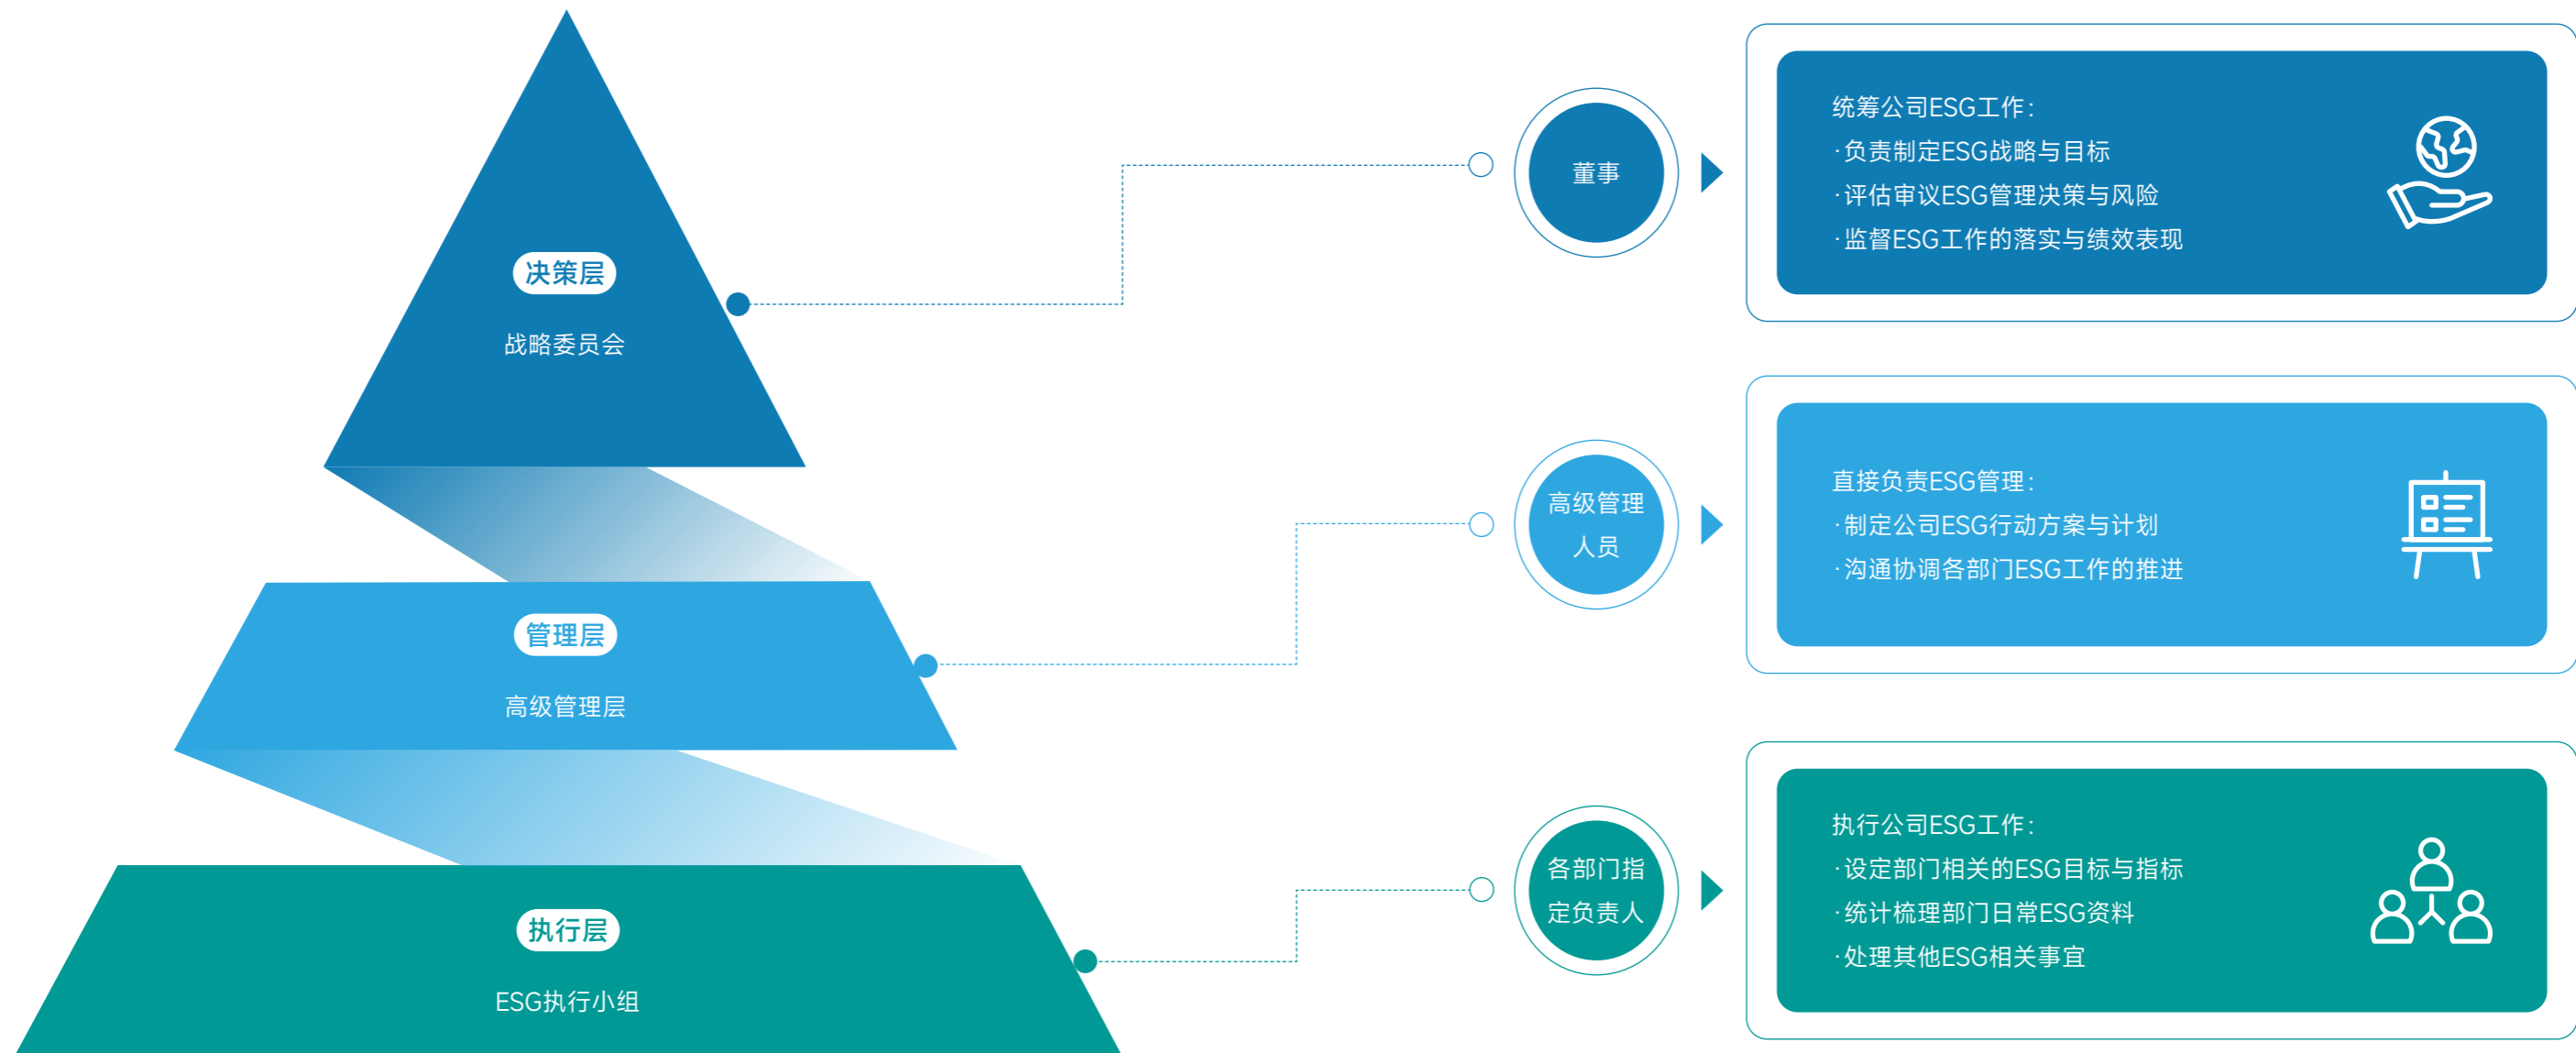 决策层
战略委员会
董事
统筹公司ESG工作：
·负责制定ESG战略与目标
·评估审议ESG管理决策与风险
·监督ESG工作的落实与绩效表现
管理层
高级管理层
高级管理
人员
直接负责ESG管理：
·制定公司ESG行动方案与计划
·沟通协调各部门ESG工作的推进
执行层
ESG执行小组
各部门指
定负责人
执行公司ESG工作：
·设定部门相关的ESG目标与指标
·统计梳理部门日常ESG资料
·处理其他ESG相关事宜